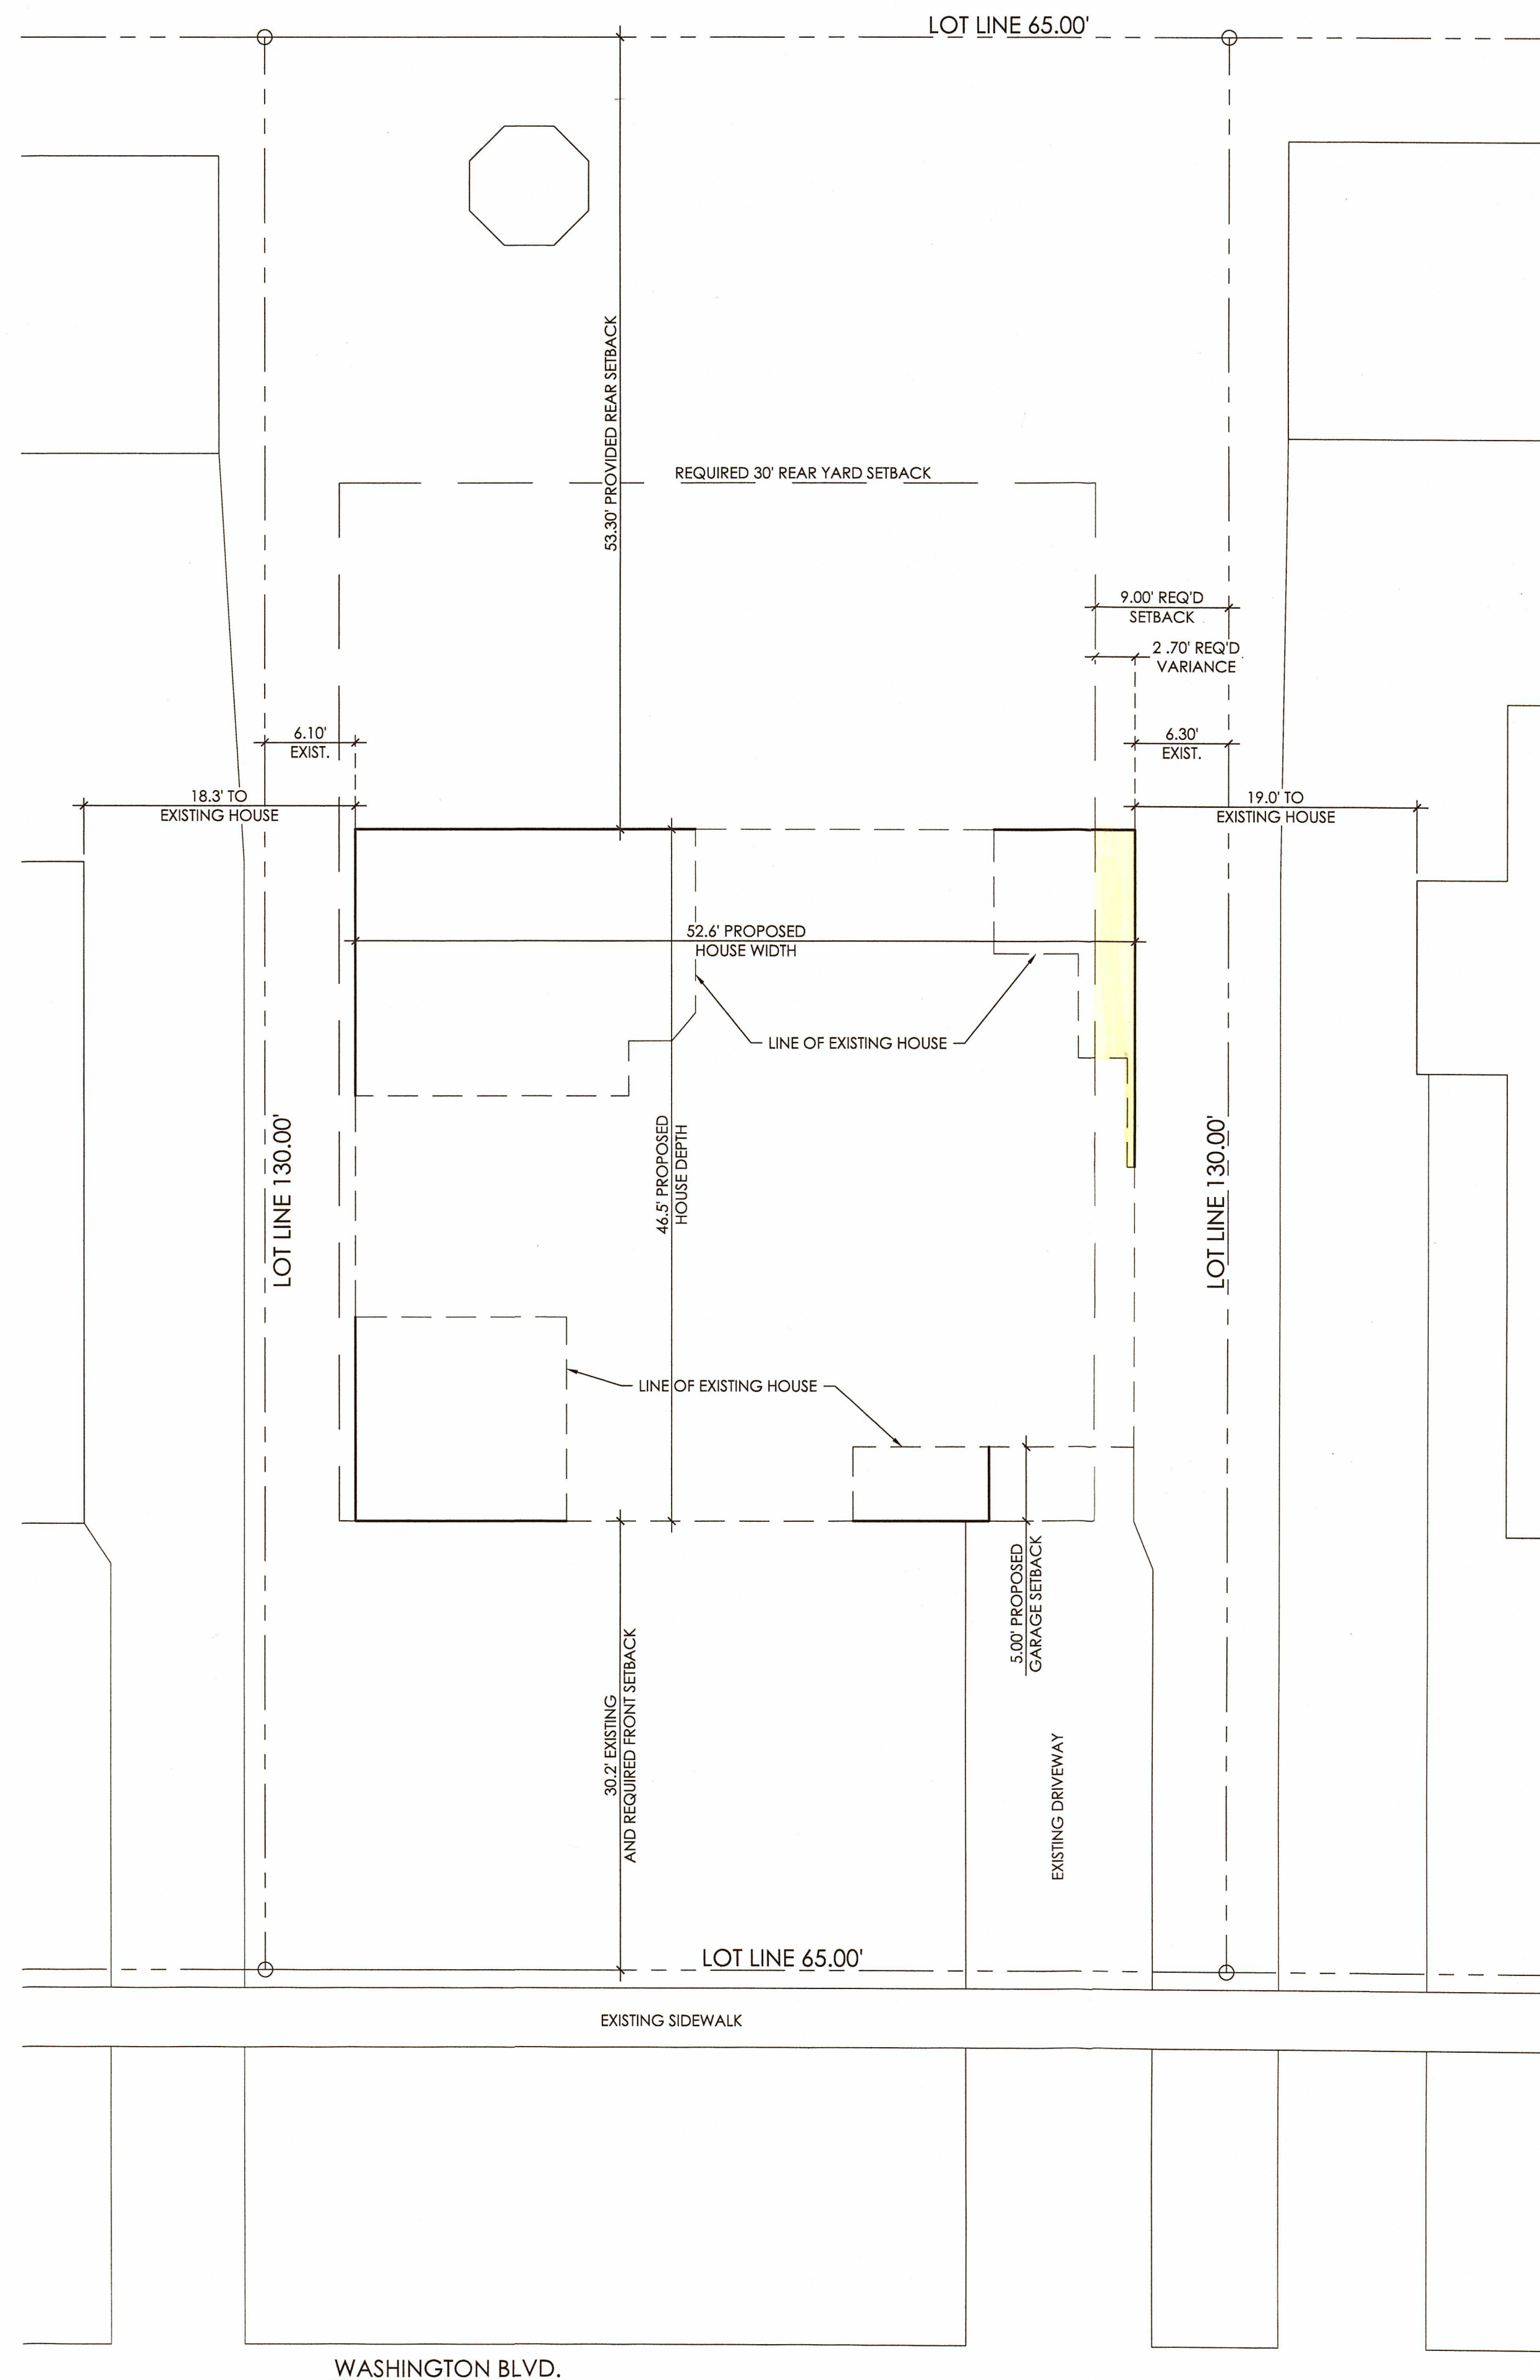 LOT LINE 65.00'
53.30' PROVIDED REAR SETBACK
REQUIRED 30' REAR YARD SETBACK
9.00' REQ'D
SETBACK
2 .70' REQ'D
VARIANCE
6.10'
EXIST.
6.30'
EXIST.
18.3' TO
EXISTING HOUSE
19.0' TO
EXISTING HOUSE
52.6' PROPOSED
HOUSE WIDTH
LINE OF EXISTING HOUSE
LOT LINE 130.00'
46.5' PROPOSED
HOUSE DEPTH
LOT LINE 130.00'
LINE OF EXISTING HOUSE
5.00' PROPOSED
GARAGE SETBACK
30.2' EXISTING
AND REQUIRED FRONT SETBACK
EXISTING DRIVEWAY
LOT LINE 65.00'
EXISTING SIDEWALK
WASHINGTON BLVD.